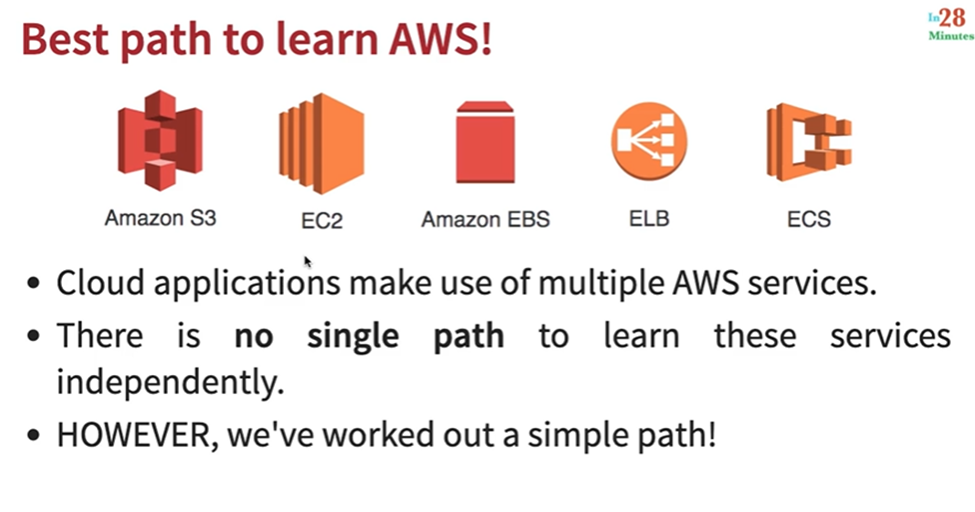 Best path to learn AWS!
In28
Minutes
Amazon S3
EC2
Amazon EBS
ELB
ECS
• Cloud applications make use of multiple AWS services.
• There is no single path to learn these services
independently.
• HOWEVER, we've worked out a simple path!